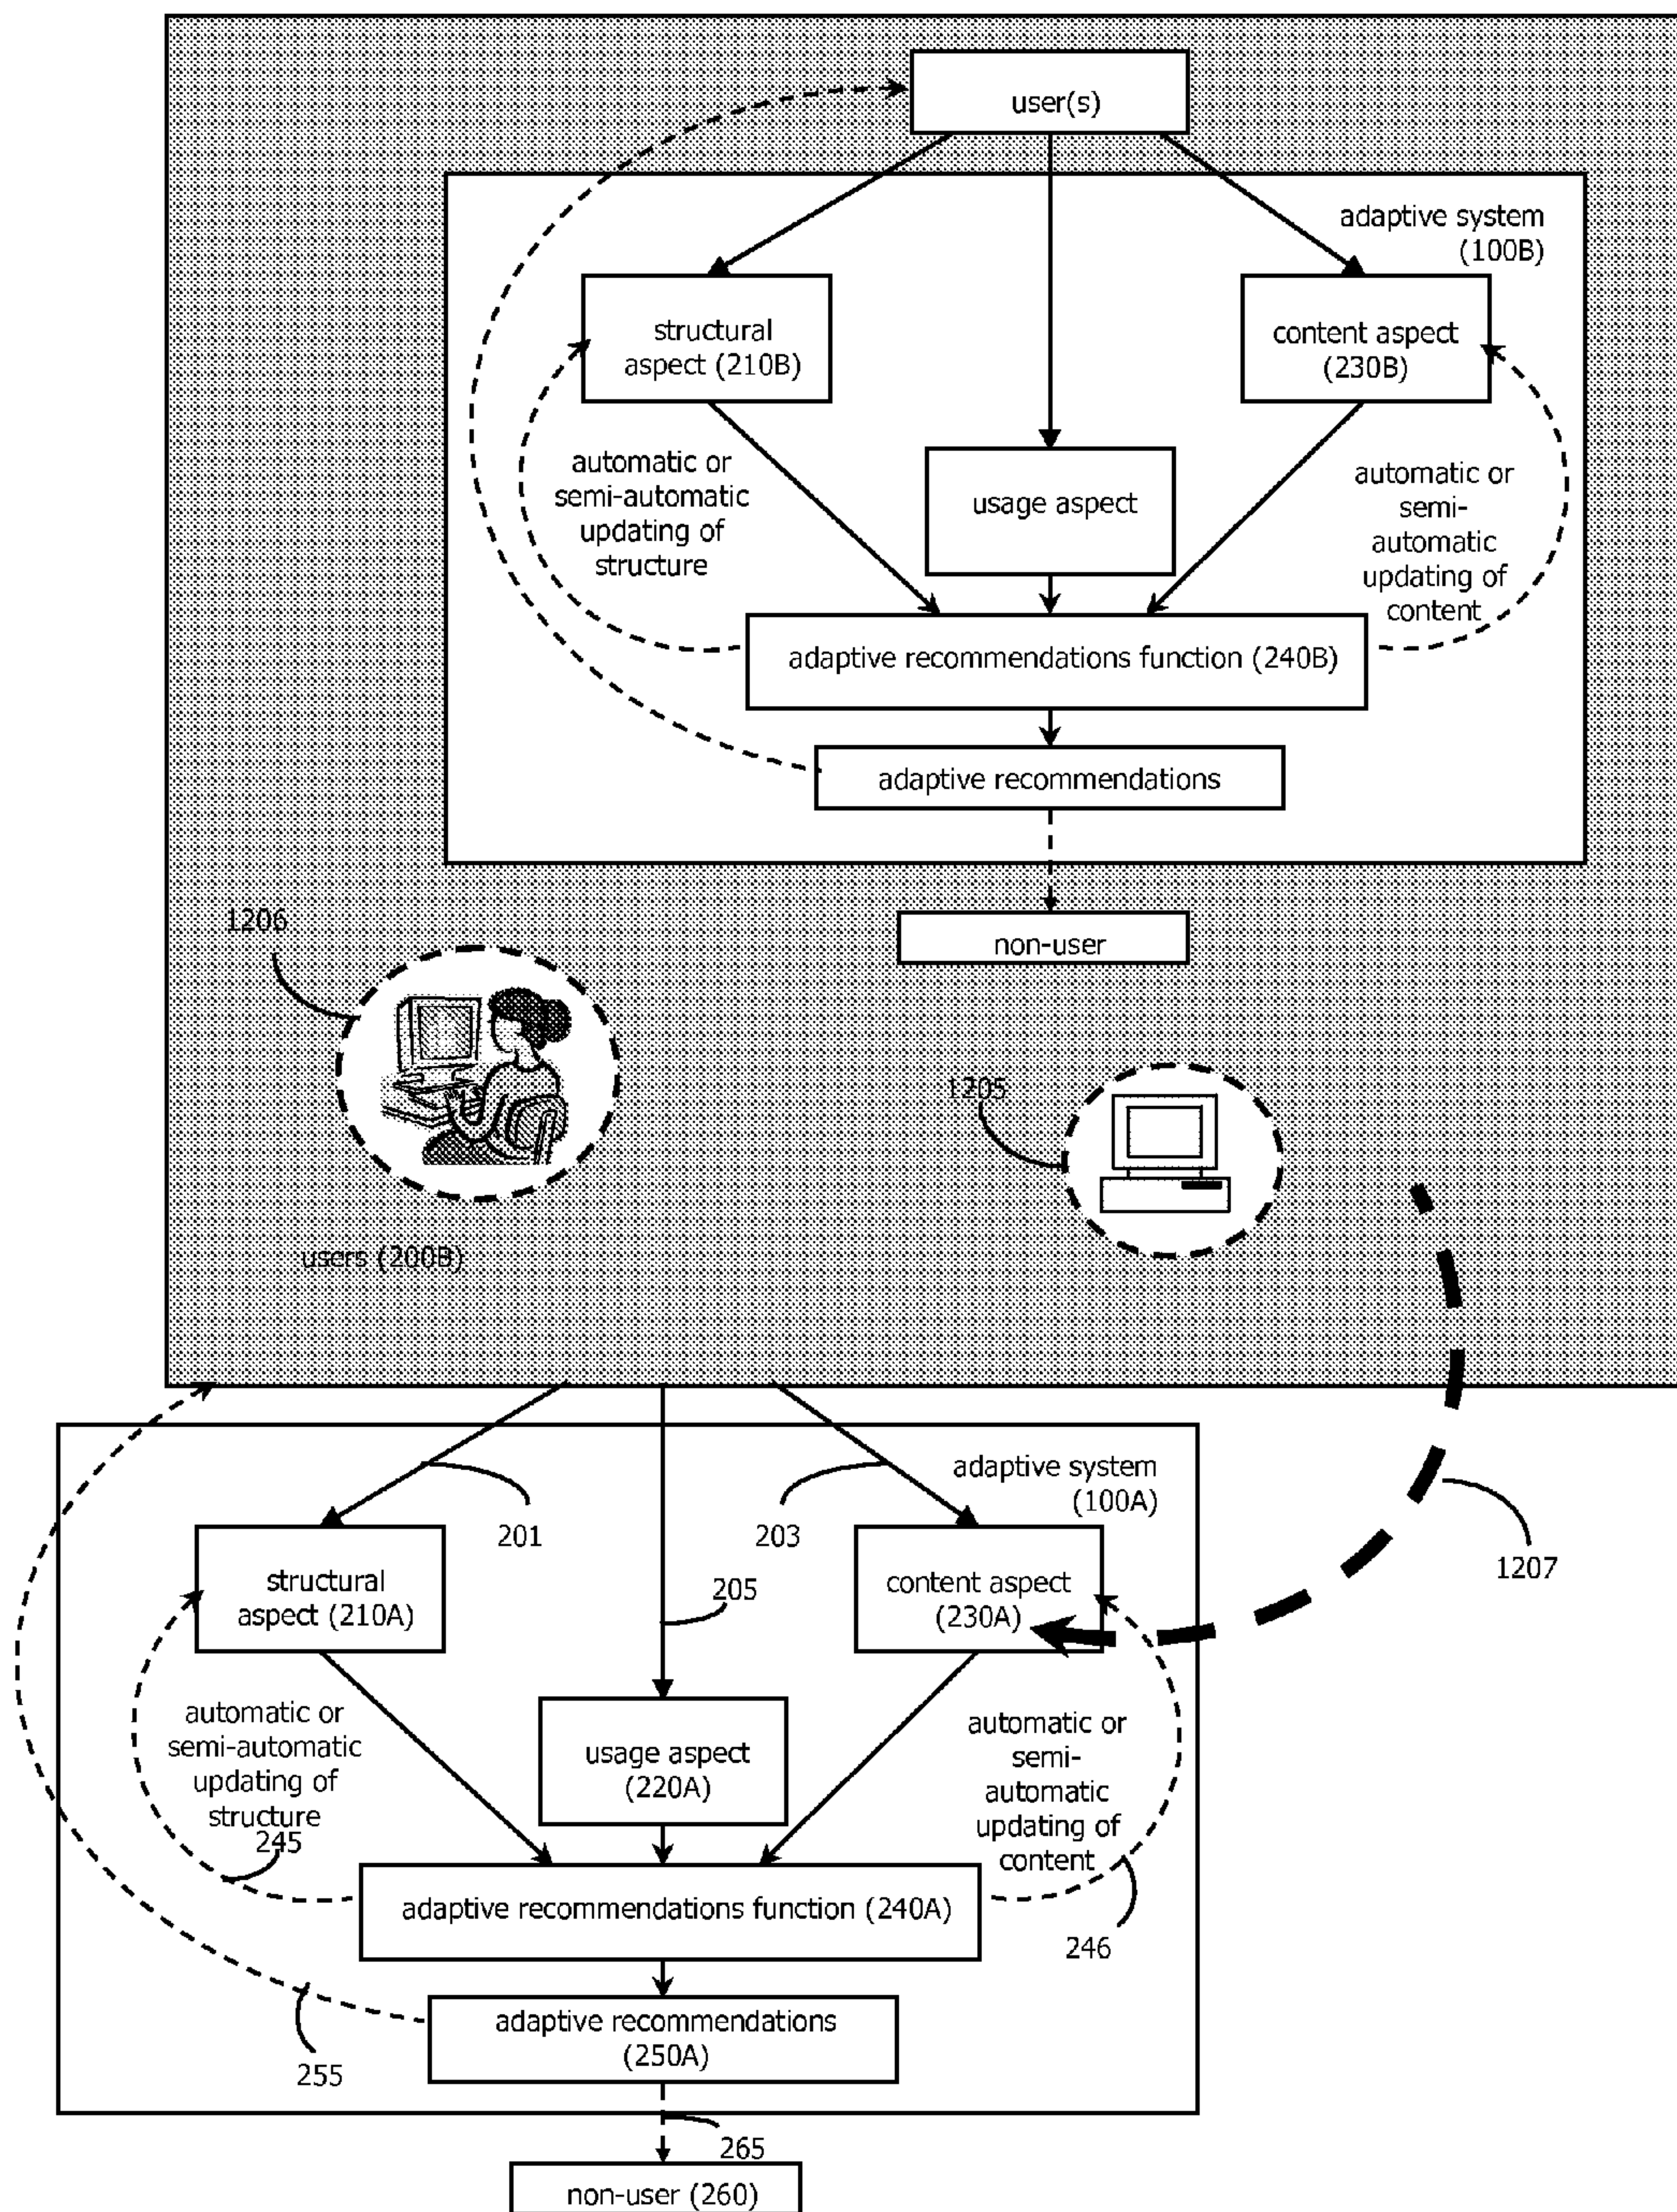 user(s)
adaptive system
(100B)
structural
aspect (210B)
content aspect
(230B)
automatic or
semi-automatic
updating of
structure
usage aspect
automatic or
semi-
automatic
updating of
content
adaptive recommendations function (240B)
adaptive recommendations
non-user
1206
1205
users (200B)
adaptive system
(100A)
201
203
1207
structural
aspect (210A)
205
content aspect
(230A)
automatic or
semi-automatic
updating of
structure
245
usage aspect
(220A)
automatic or
semi-
automatic
updating of
content
adaptive recommendations function (240A)
246
adaptive recommendations
(250A)
255
265
non-user (260)